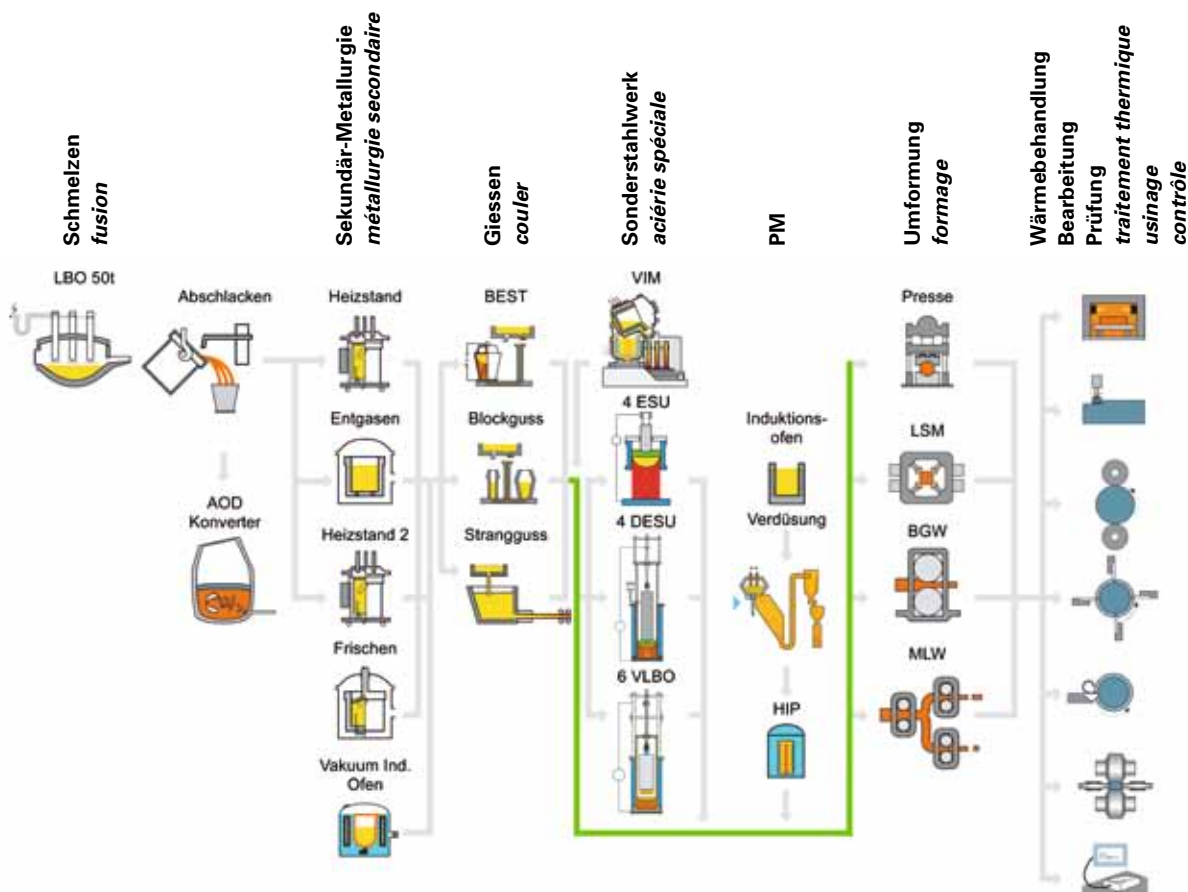 Schmelzen
fusion
Sekundär-Metallurgie
métallurgie secondaire
Giessen
couler
Sonderstahlwerk
aciérie spéciale
PM
Umformung
formage
Wärmebehandlung
Bearbeitung
Prüfung
traitement thermique
usinage
contrôle
LBO 50t
Abschlacken
AOD
Konverter
Heizstand
Entgasen
Heizstand 2
Frischen
Vakuum Ind.
Ofen
BEST
Blockguss
Strangguss
VIM
4 ESU
4 DESU
6 VLBO
Induktions-
ofen
Verdüsung
HIP
Presse
LSM
BGW
MLW